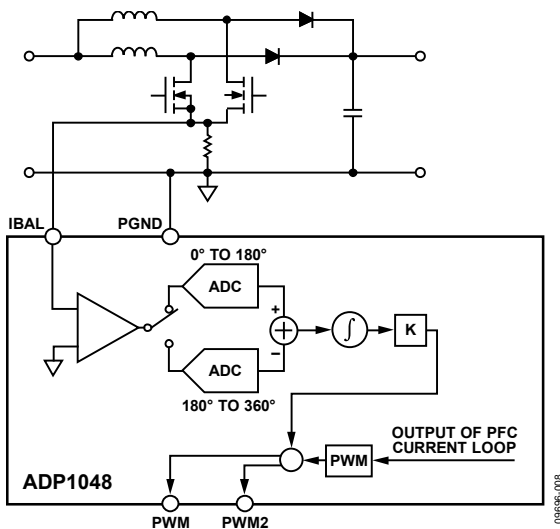 IBAL
PGND
0° TO 180°
ADC
+
−
∫
K
ADC
180° TO 360°
OUTPUT OF PFC
CURRENT LOOP
PWM
ADP1048
PWM
PWM2
09696-008